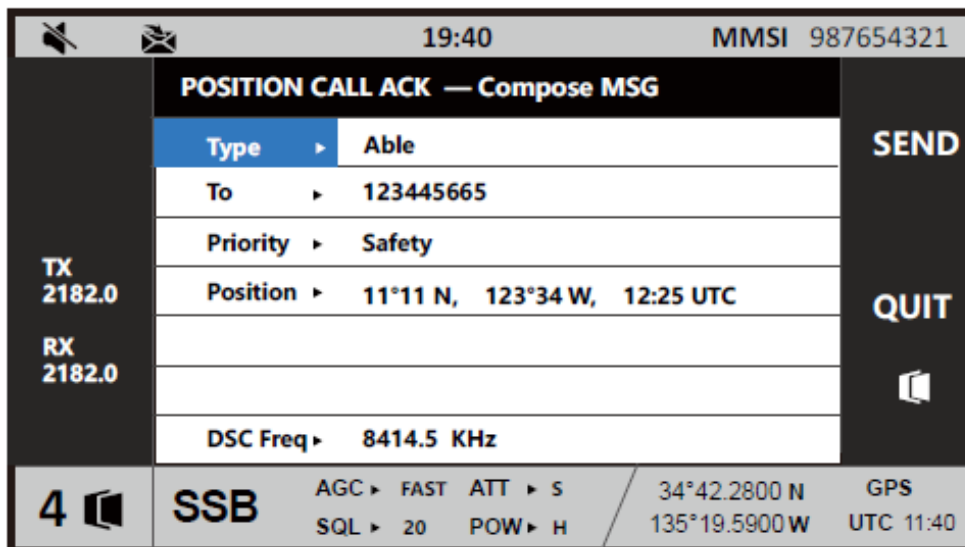 19:40 MMSI 987654321
POSITION CALL ACK — Compose MSG
Type ▸ Able
To ▸ 123445665
Priority ▸ Safety
Position ▸ 11°11 N, 123°34 W, 12:25 UTC
DSC Freq ▸ 8414.5 KHz
TX
2182.0
RX
2182.0
SEND
QUIT
4 SSB
AGC ▸ FAST ATT ▸ S
SQL ▸ 20 POW ▸ H
34°42.2800 N
135°19.5900 W
GPS
UTC 11:40